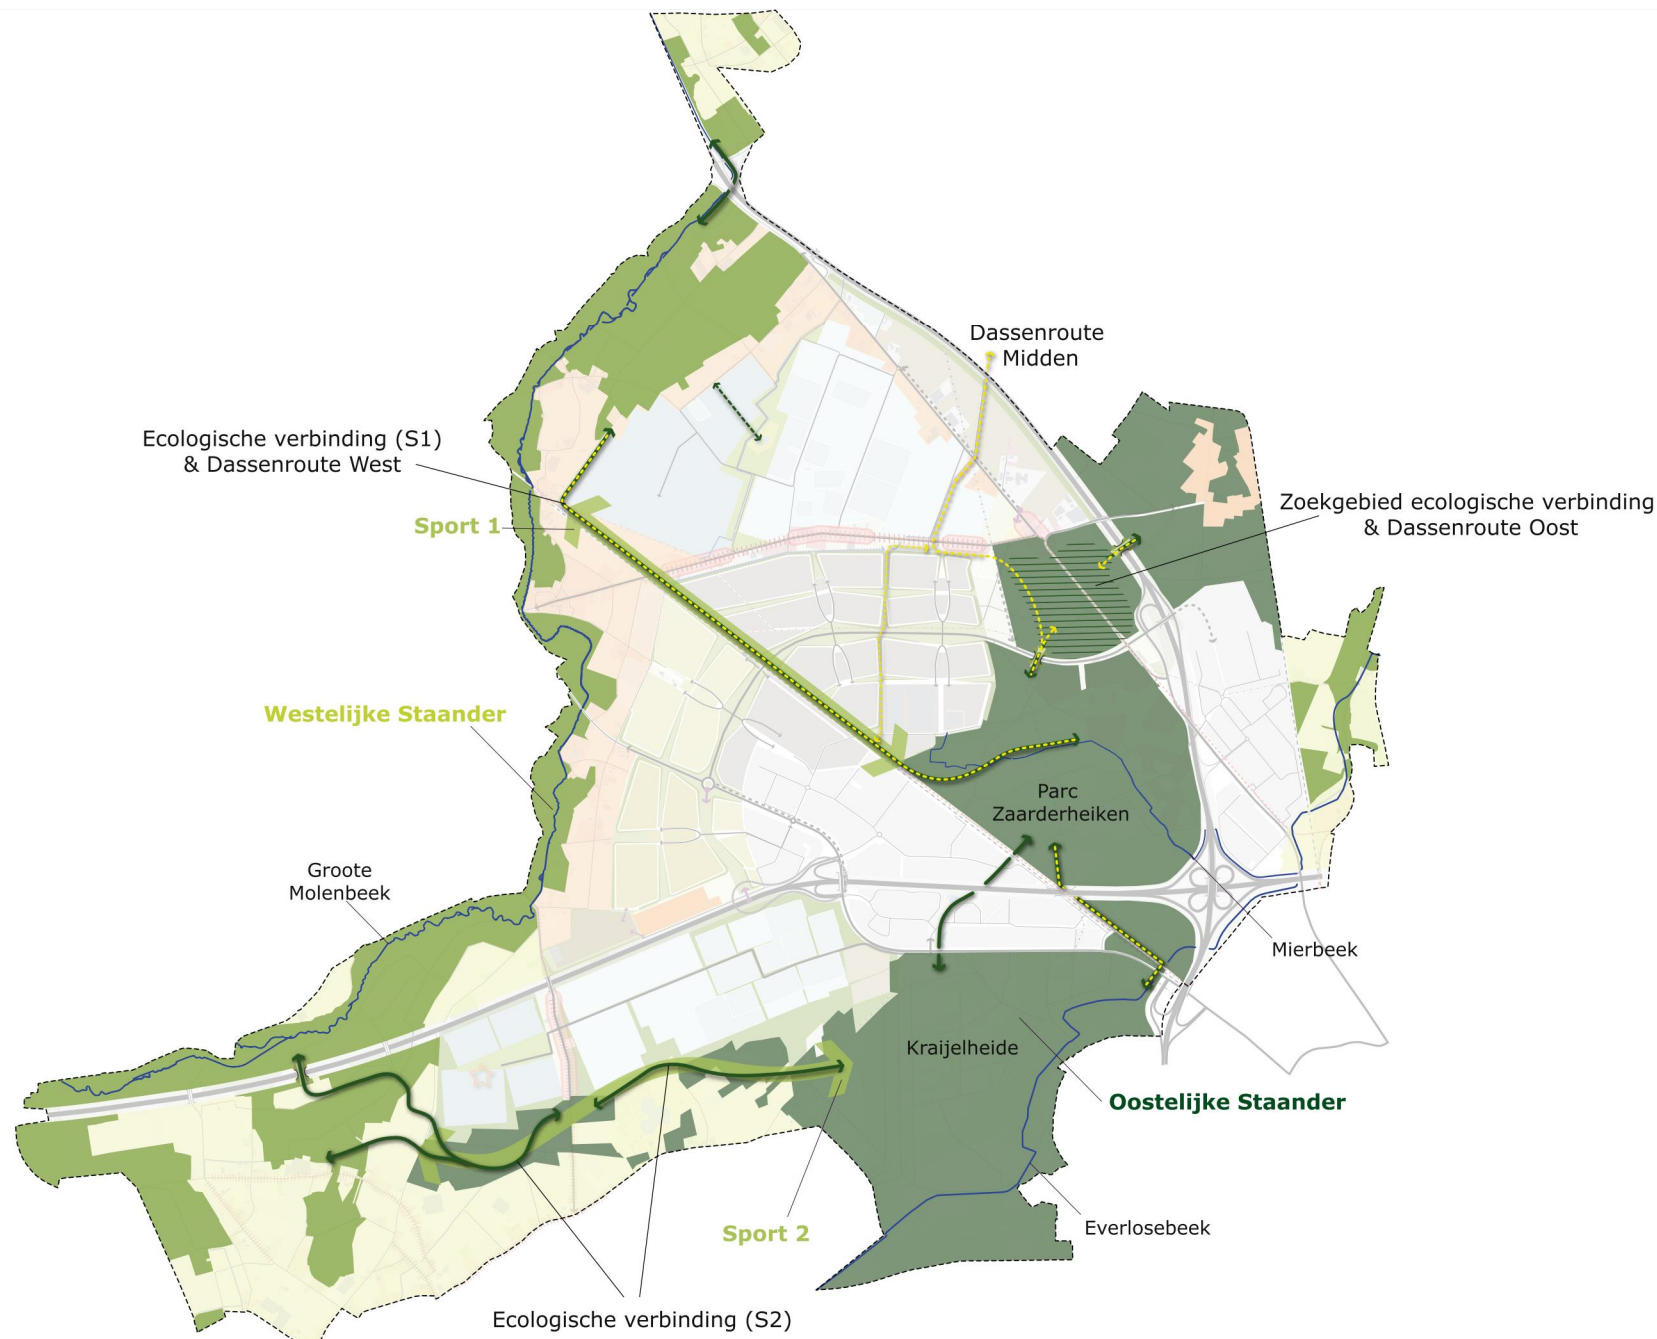 Dassenroute
Midden
Ecologische verbinding (S1)
& Dassenroute West
Sport 1
Zoekgebied ecologische verbinding
& Dassenroute Oost
Westelijke Staander
Parc
Zaarderheiken
Groote
Molenbeek
Mierbeek
Kraijelheide
Oostelijke Staander
Sport 2
Everlosebeek
Ecologische verbinding (S2)